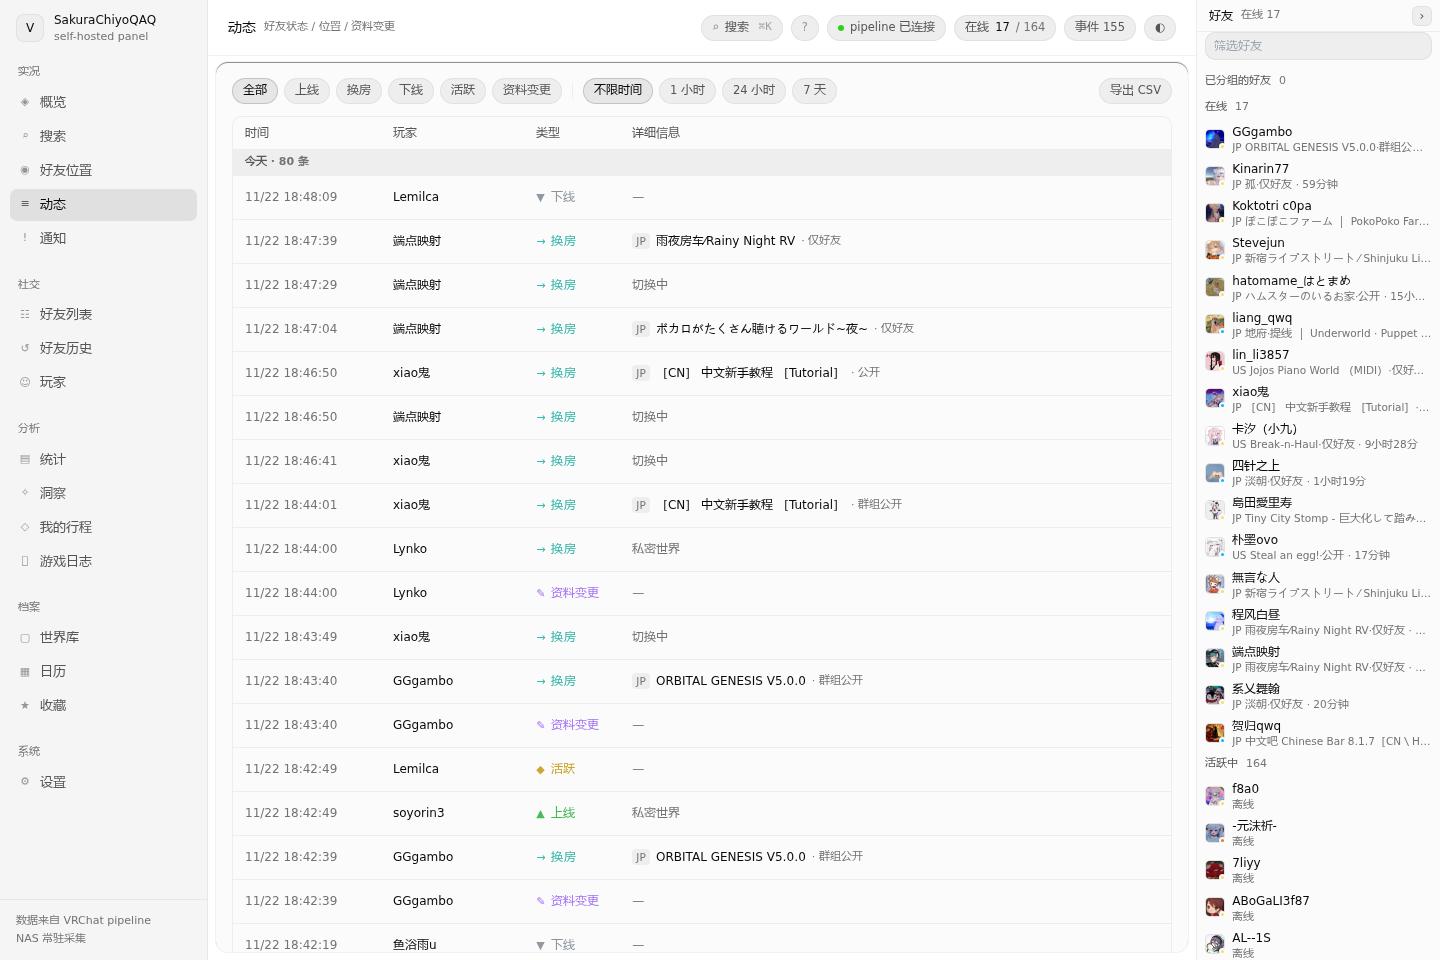 V
SakuraChiyoQAQ
self-hosted panel
实况
概览
搜索
好友位置
动态
通知
社交
好友列表
好友历史
玩家
分析
统计
洞察
我的行程
游戏日志
档案
世界库
日历
收藏
系统
设置
数据来自 VRChat pipeline
NAS 常驻采集
动态 好友状态 / 位置 / 资料变更
搜索 ⌘K
?
pipeline 已连接
在线 17 / 164
事件 155
全部 上线 换房 下线 活跃 资料变更 不限时间 1 小时 24 小时 7 天 导出 CSV
时间 玩家 类型 详细信息
今天 · 80 条
11/22 18:48:09 Lemilca ▼ 下线 —
11/22 18:47:39 端点映射 → 换房 JP 雨夜房车⁄Rainy Night RV · 仅好友
11/22 18:47:29 端点映射 → 换房 切换中
11/22 18:47:04 端点映射 → 换房 JP ボカロがたくさん聴けるワールド~夜~ · 仅好友
11/22 18:46:50 xiao鬼 → 换房 JP ［CN］ 中文新手教程 ［Tutorial］ · 公开
11/22 18:46:50 端点映射 → 换房 切换中
11/22 18:46:41 xiao鬼 → 换房 切换中
11/22 18:44:01 xiao鬼 → 换房 JP ［CN］ 中文新手教程 ［Tutorial］ · 群组公开
11/22 18:44:00 Lynko → 换房 私密世界
11/22 18:44:00 Lynko ✎ 资料变更 —
11/22 18:43:49 xiao鬼 → 换房 切换中
11/22 18:43:40 GGgambo → 换房 JP ORBITAL GENESIS V5.0.0 · 群组公开
11/22 18:43:40 GGgambo ✎ 资料变更 —
11/22 18:42:49 Lemilca ◆ 活跃 —
11/22 18:42:49 soyorin3 ▲ 上线 私密世界
11/22 18:42:39 GGgambo → 换房 JP ORBITAL GENESIS V5.0.0 · 群组公开
11/22 18:42:39 GGgambo ✎ 资料变更 —
11/22 18:42:19 鱼浴雨u ▼ 下线 —
好友 在线 17
筛选好友
已分组的好友 0
在线 17
GGgambo
JP ORBITAL GENESIS V5.0.0·群组公…
Kinarin77
JP 孤·仅好友 · 59分钟
Koktotri c0pa
JP ぽこぽこファーム ｜ PokoPoko Far…
Stevejun
JP 新宿ライブストリート ⁄ Shinjuku Li…
hatomame_はとまめ
JP ハムスターのいるお家·公开 · 15小…
liang_qwq
JP 地府·提线 ｜ Underworld · Puppet …
lin_li3857
US Jojos Piano World （MIDI）·仅好…
xiao鬼
JP ［CN］ 中文新手教程 ［Tutorial］·…
卡汐（小九）
US Break-n-Haul·仅好友 · 9小时28分
四针之上
JP 淡朝·仅好友 · 1小时19分
島田愛里寿
JP Tiny City Stomp - 巨大化して踏み…
朴墨ovo
US Steal an egg!·公开 · 17分钟
無言な人
JP 新宿ライブストリート ⁄ Shinjuku Li…
程风白昼
JP 雨夜房车⁄Rainy Night RV·仅好友 · …
端点映射
JP 雨夜房车⁄Rainy Night RV·仅好友 · …
系乂舞翰
JP 淡朝·仅好友 · 20分钟
贺归qwq
JP 中文吧 Chinese Bar 8.1.7［CN \ H…
活跃中 164
f8a0
离线
-元沫祈-
离线
7liyy
离线
ABoGaLI3f87
离线
AL--1S
离线